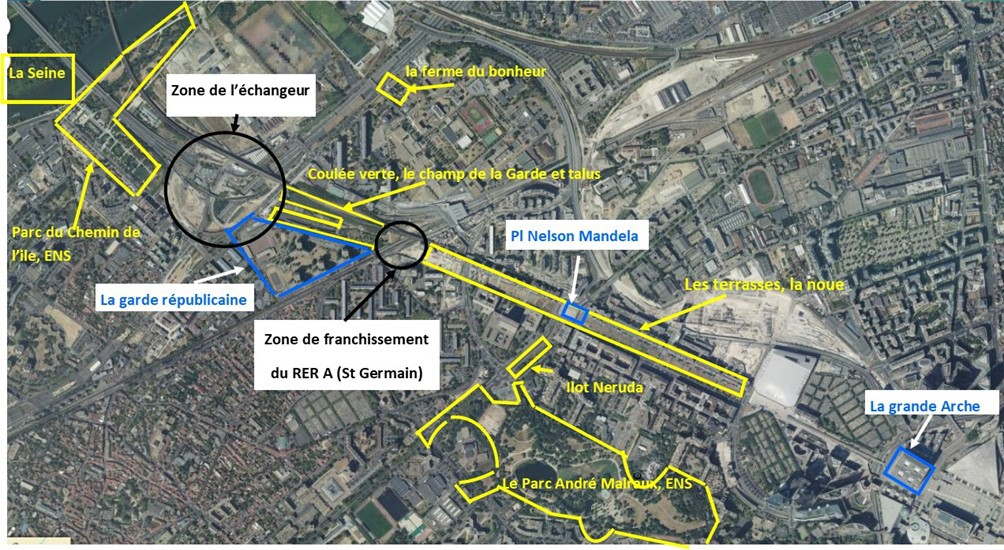 La Seine
Zone de l’échangeur
la ferme du bonheur
Coulée verte, le champ de la Garde et talus
Parc du Chemin de
l’ile, ENS
Pl Nelson Mandela
La garde républicaine
Les terrasses, la noue
Zone de franchissement
du RER A (St Germain)
Ilot Neruda
La grande Arche
Le Parc André Malraux, ENS